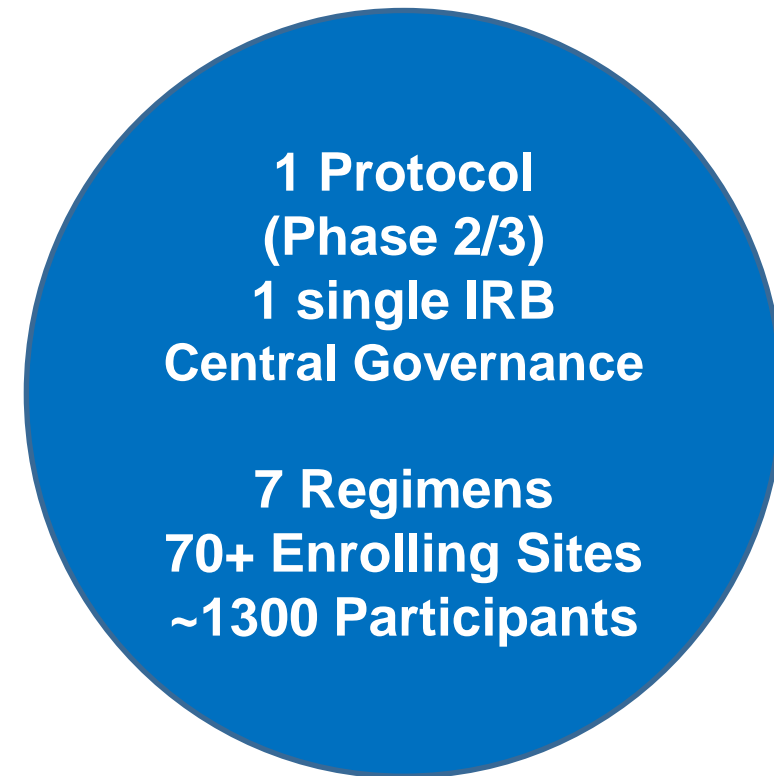 1 Protocol
(Phase 2/3)
1 single IRB
Central Governance
7 Regimens
70+ Enrolling Sites
~1300 Participants